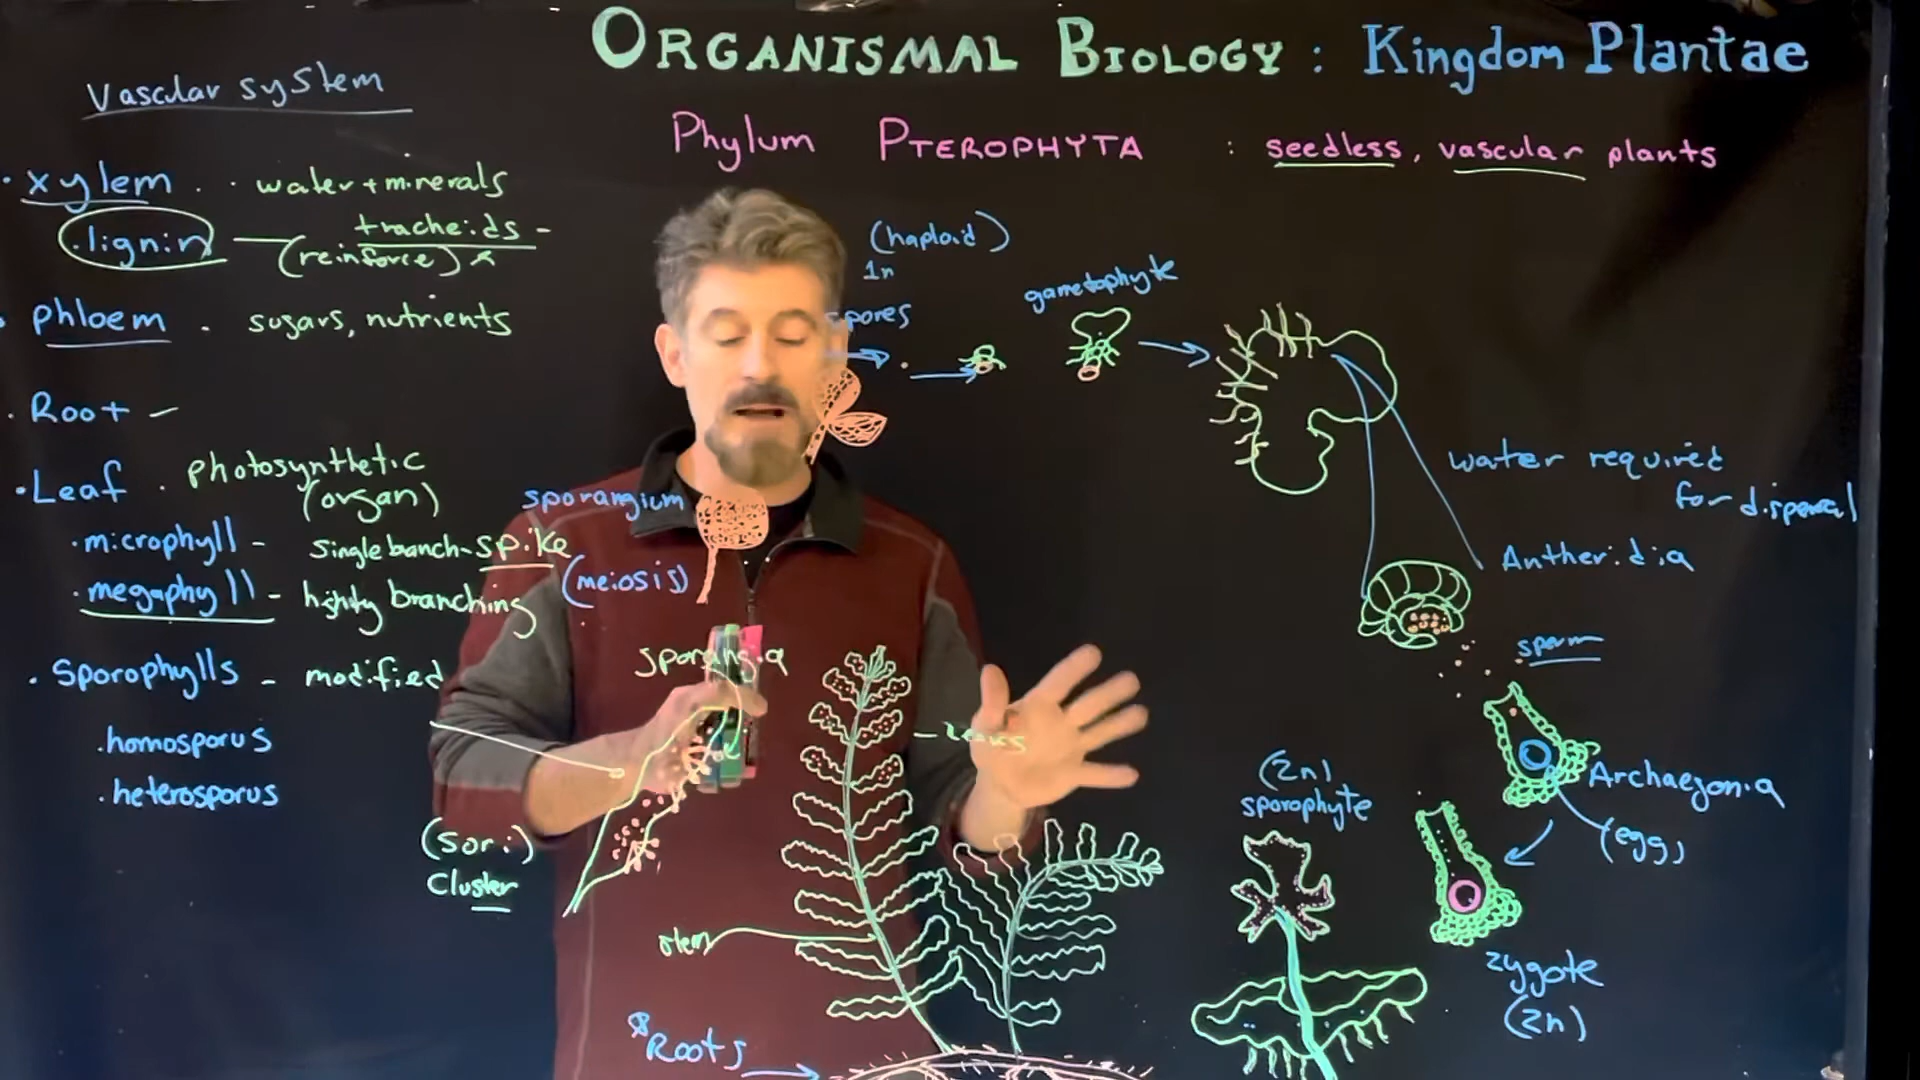 ORGANISMAL BIOLOGY : Kingdom Plantae
Phylum PTEROPHYTA : seedless, vascular plants
Vascular system
· xylem . · water + minerals
· lignin — tracheids -
(reinforce)
· phloem . sugars, nutrients
· Root —
· Leaf . photosynthetic
(organ)
· microphyll - single banch - spike
· megaphyll - highly branching
· Sporophylls - modified
· homosporus
· heterosporus
(sori)
cluster
sporangium
(meiosis)
sporangia
stem
Roots
(haploid)
1n
spores
gametophyte
water required
for dispersal
Antheridia
sperm
Archaegonia
(egg)
zygote
(2n)
(2n)
sporophyte